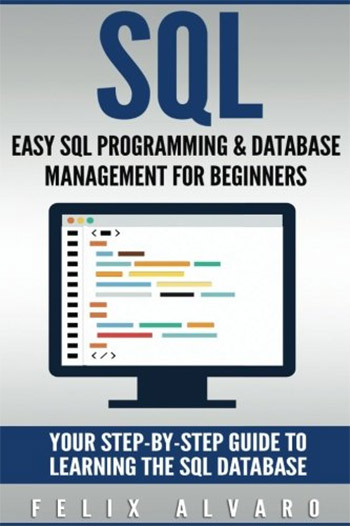 SQL
EASY SQL PROGRAMMING & DATABASE
MANAGEMENT FOR BEGINNERS
YOUR STEP-BY-STEP GUIDE TO
LEARNING THE SQL DATABASE
FELIX ALVARO